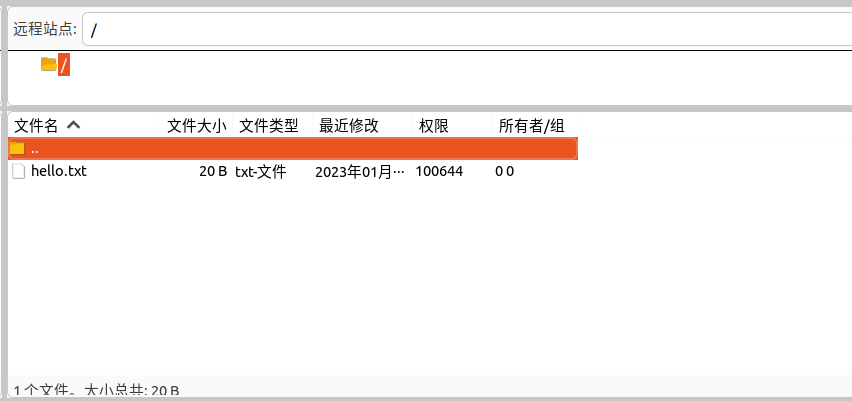 远程站点: /
/
文件名 文件大小 文件类型 最近修改 权限 所有者/组
..
hello.txt 20 B txt-文件 2023年01月··· 100644 0 0
1 个文件。大小总共: 20 B